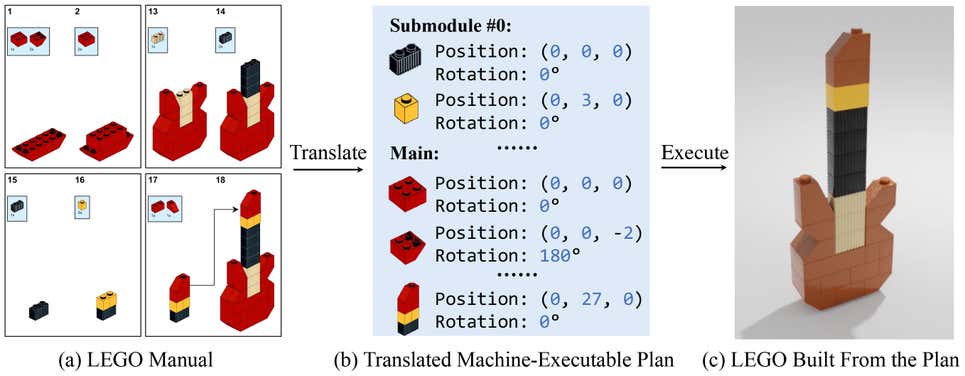 1
2
13
14
15
16
17
18
Translate
Submodule #0:
Position: (0, 0, 0)
Rotation: 0°
Position: (0, 3, 0)
Rotation: 0°
......
Main:
Position: (0, 0, 0)
Rotation: 0°
Position: (0, 0, -2)
Rotation: 180°
......
Position: (0, 27, 0)
Rotation: 0°
Execute
(a) LEGO Manual
(b) Translated Machine-Executable Plan
(c) LEGO Built From the Plan